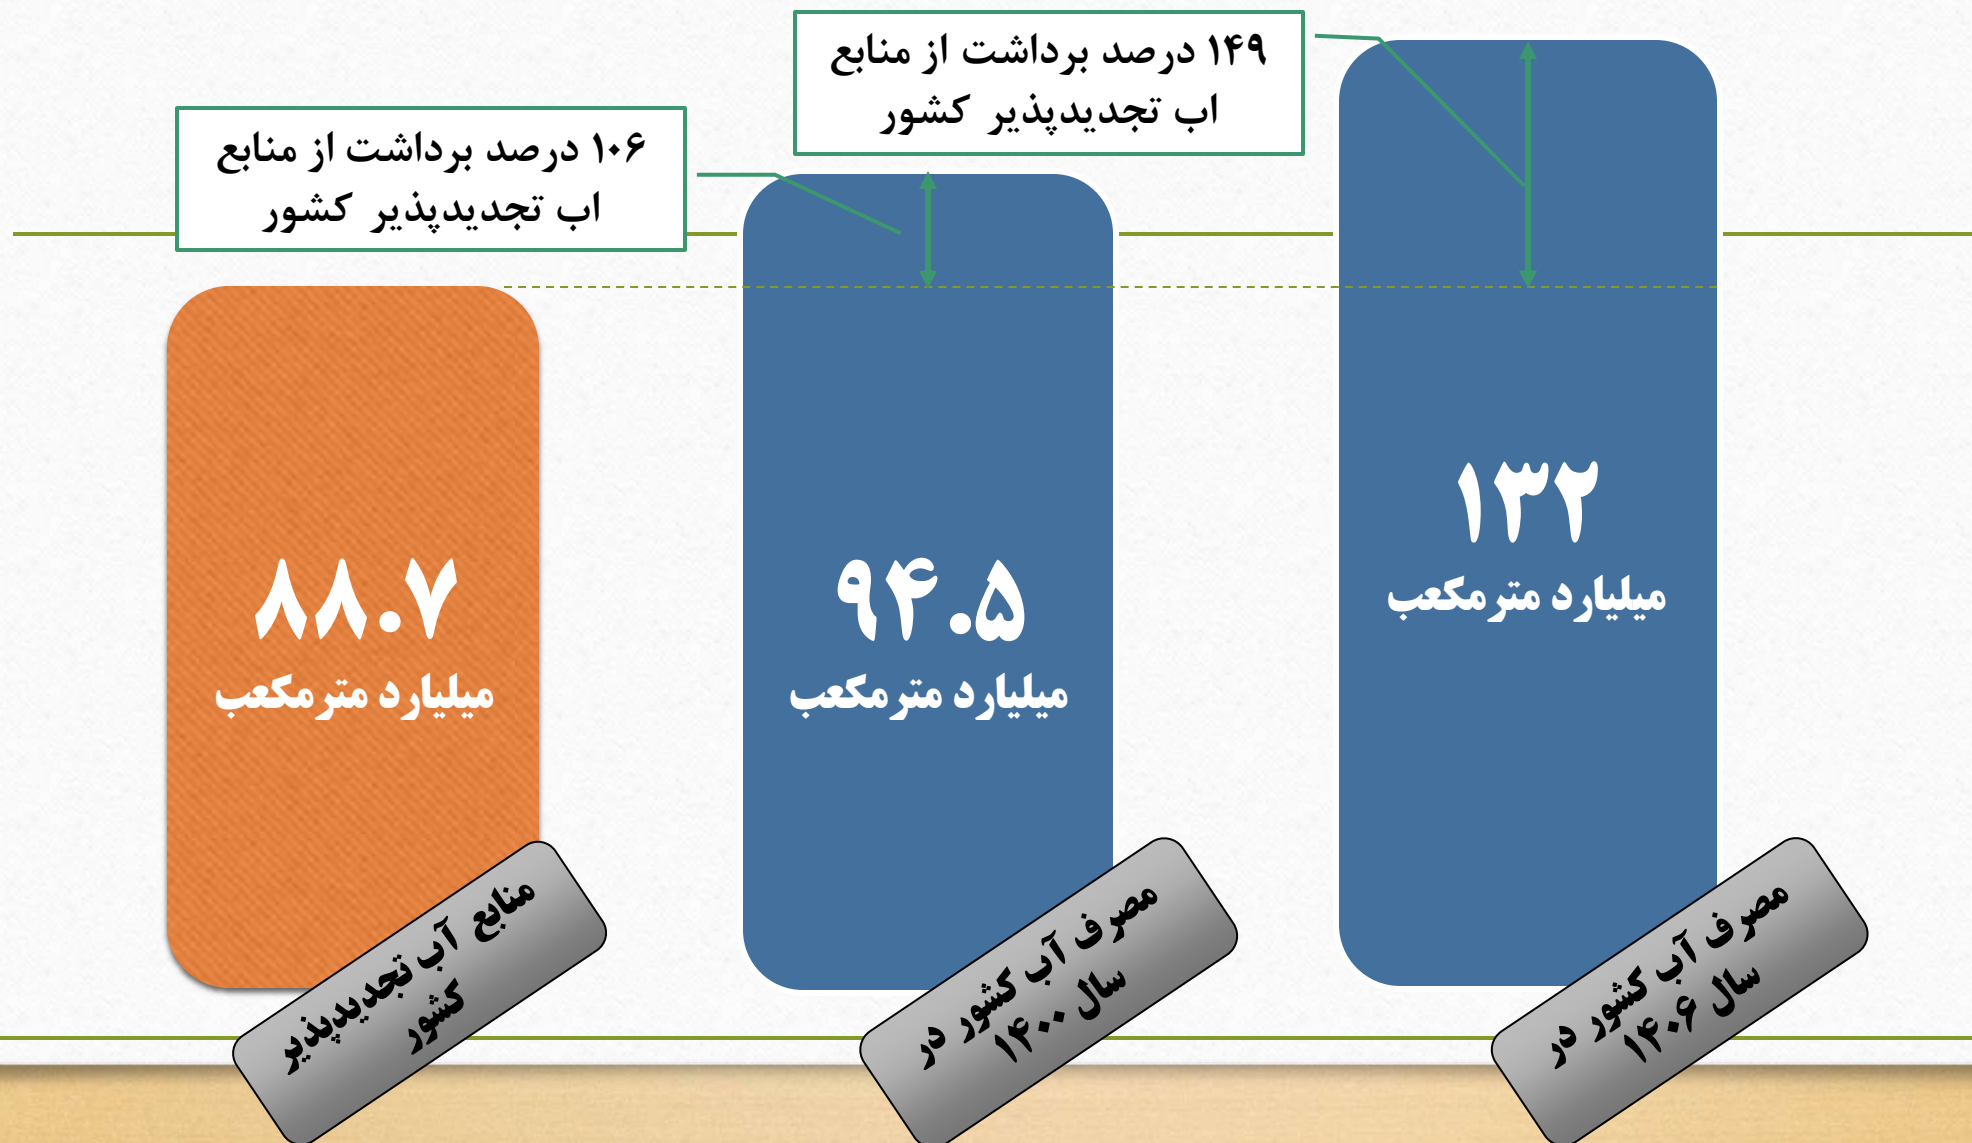 ۱۴۹ درصد برداشت از منابع
اب تجدیدپذیر کشور
۱۰۶ درصد برداشت از منابع
اب تجدیدپذیر کشور
۱۳۲
میلیارد مترمکعب
۹۴.۵
میلیارد مترمکعب
۸۸.۷
میلیارد مترمکعب
مصرف آب کشور در
سال ۱۴۰۶
مصرف آب کشور در
سال ۱۴۰۰
منابع آب تجدیدپذیر
کشور